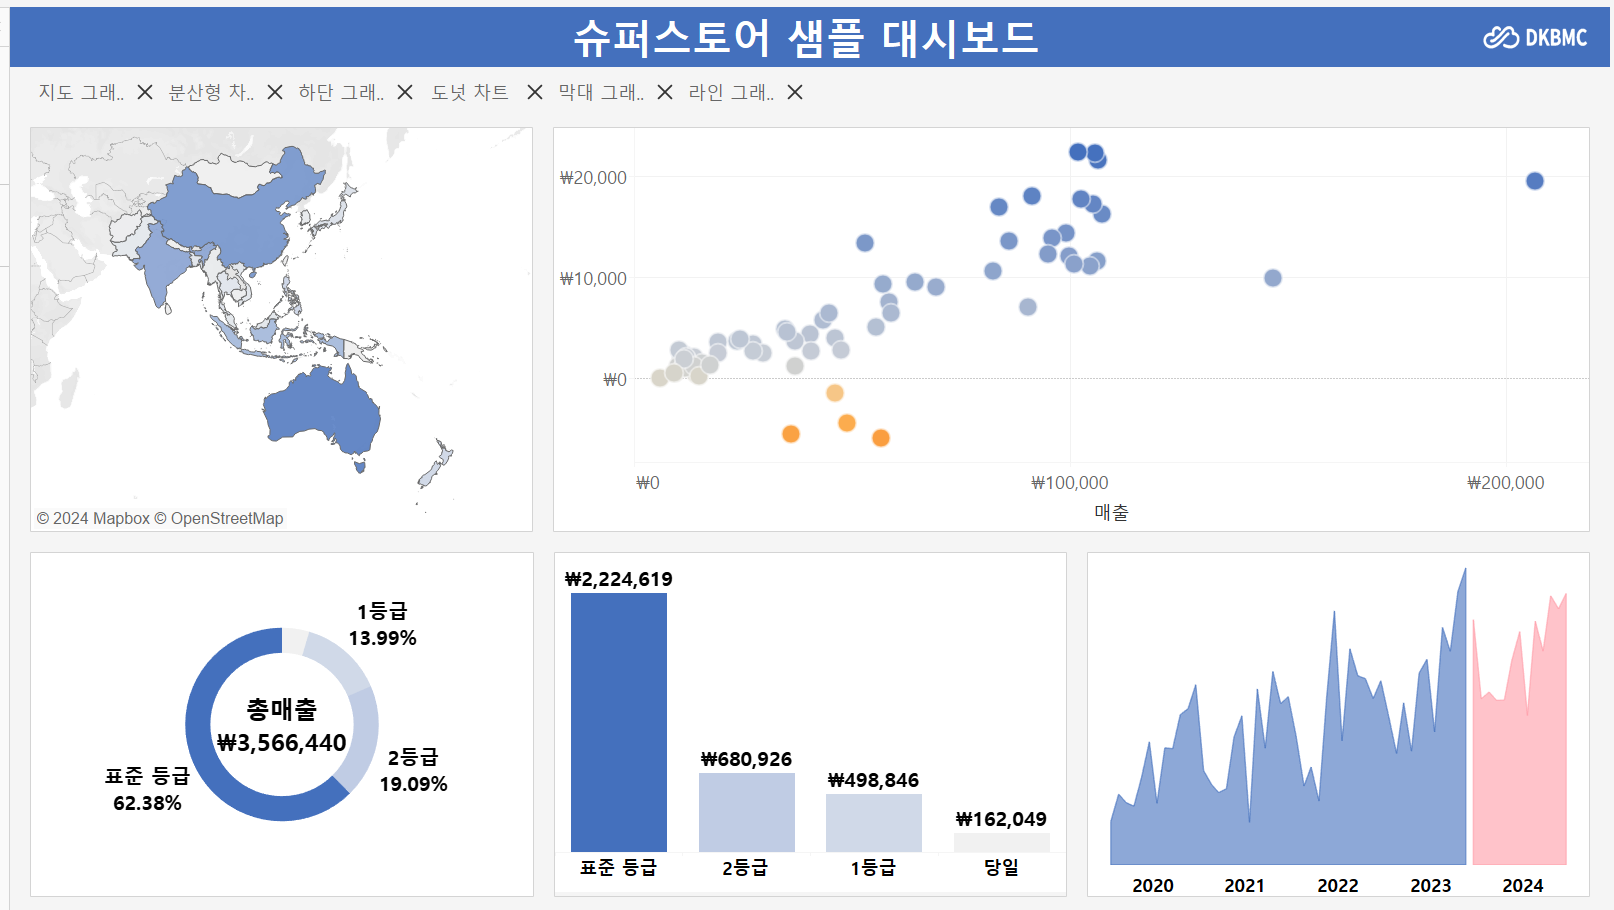 슈퍼스토어 샘플 대시보드
DKBMC
지도 그래.. 분산형 차.. 하단 그래.. 도넛 차트 막대 그래.. 라인 그래..
© 2024 Mapbox © OpenStreetMap
₩20,000
₩10,000
₩0
₩0 ₩100,000 ₩200,000
매출
1등급
13.99%
총매출
₩3,566,440
2등급
19.09%
표준 등급
62.38%
₩2,224,619
₩680,926
₩498,846
₩162,049
표준 등급 2등급 1등급 당일
2020 2021 2022 2023 2024